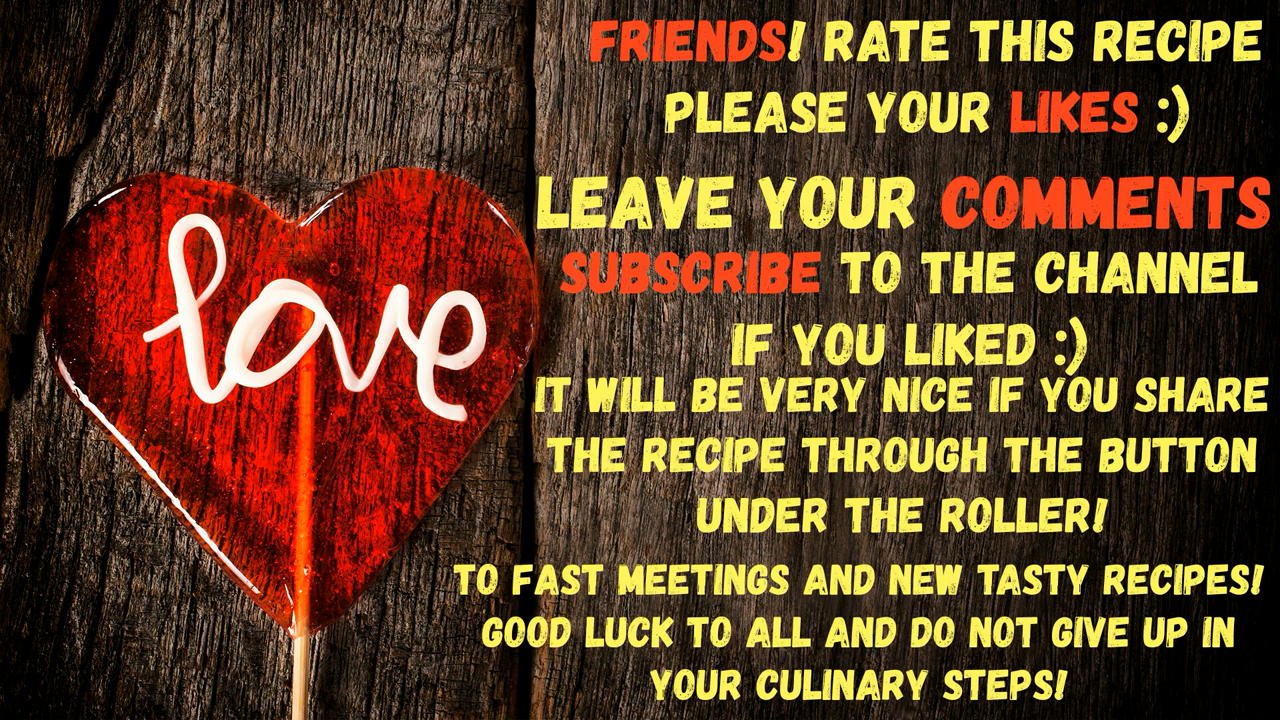 love
FRIENDS! RATE THIS RECIPE
PLEASE YOUR LIKES :)
LEAVE YOUR COMMENTS
SUBSCRIBE TO THE CHANNEL
IF YOU LIKED :)
IT WILL BE VERY NICE IF YOU SHARE
THE RECIPE THROUGH THE BUTTON
UNDER THE ROLLER!
TO FAST MEETINGS AND NEW TASTY RECIPES!
GOOD LUCK TO ALL AND DO NOT GIVE UP IN
YOUR CULINARY STEPS!